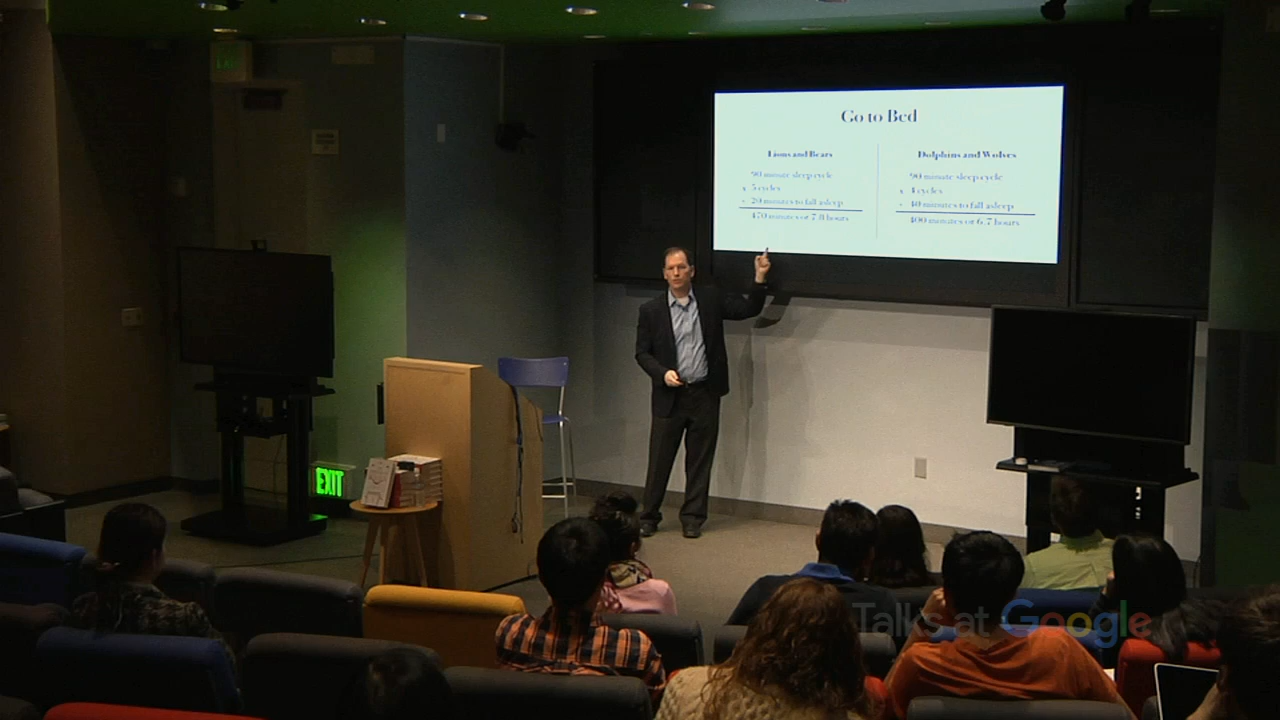 Go to Bed
Lions and Bears
90 minute sleep cycle
x 5 cycles
+ 20 minutes to fall asleep
470 minutes or 7.8 hours
Dolphins and Wolves
90 minute sleep cycle
x 4 cycles
+ 40 minutes to fall asleep
400 minutes or 6.7 hours
EXIT
EXIT
Talks at Google